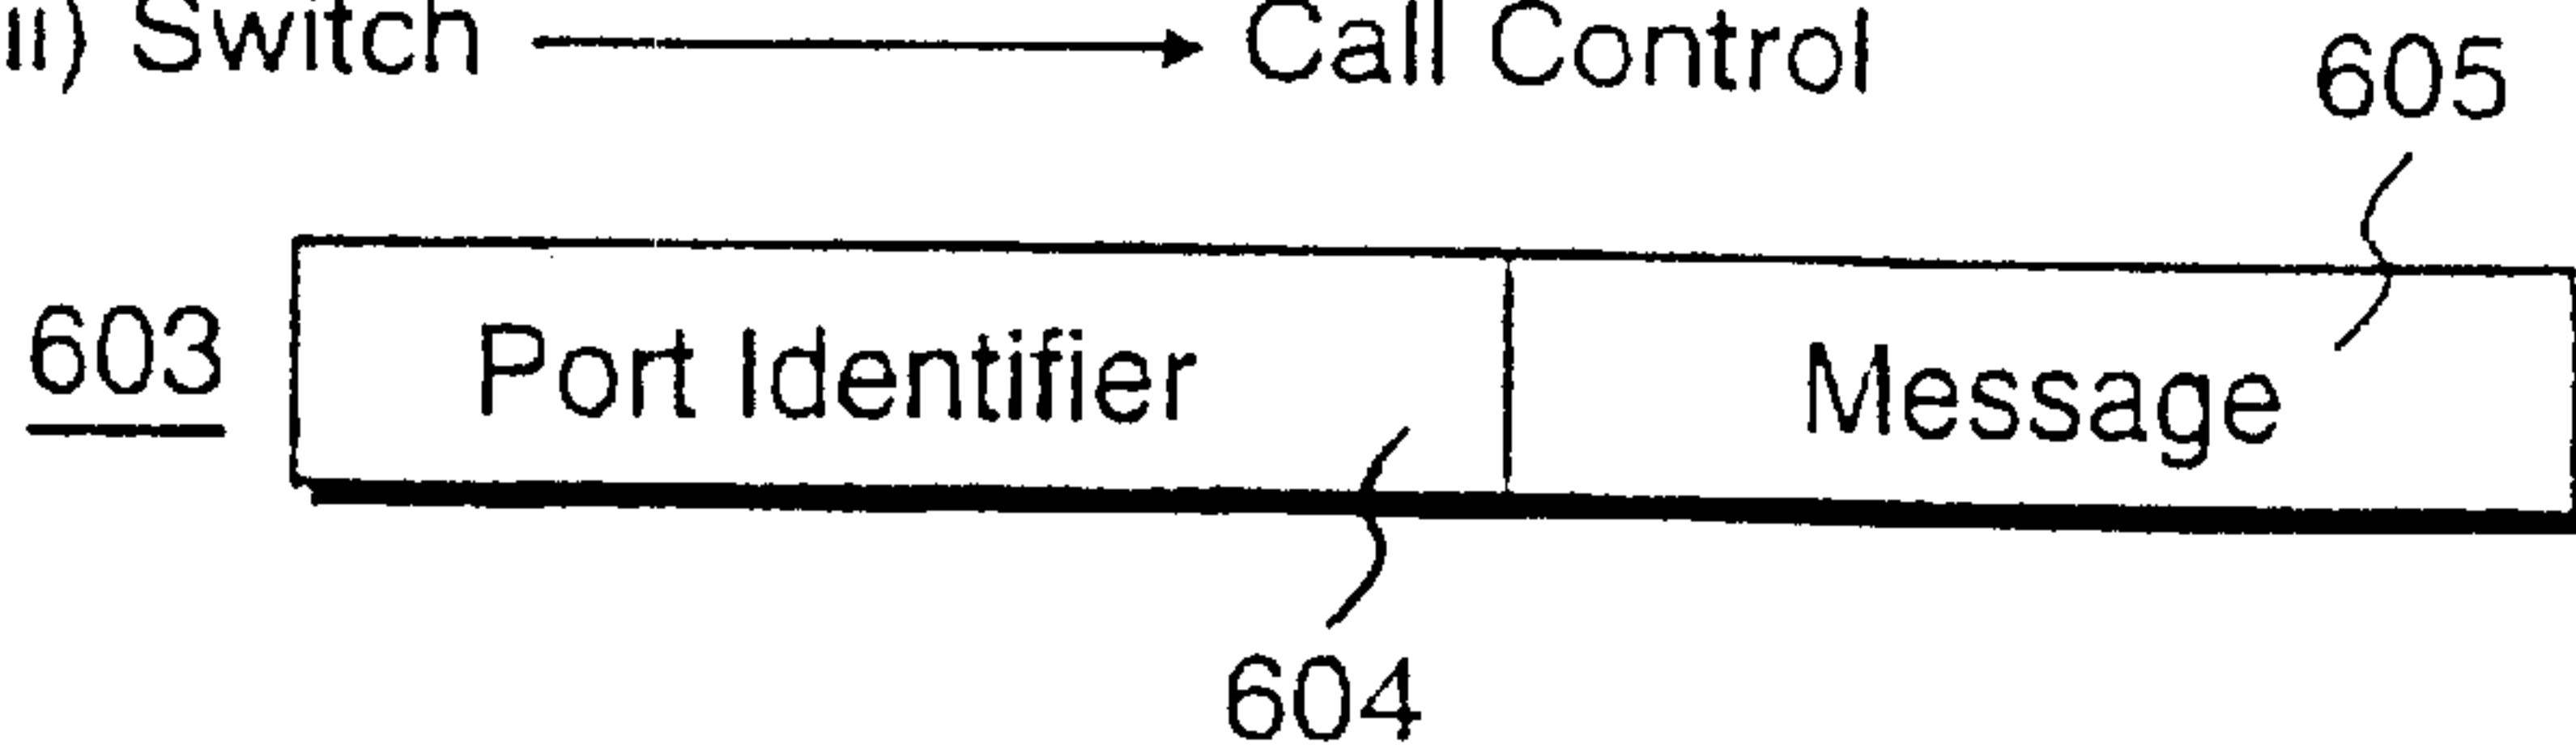 ii) Switch Call Control
605
603 Port Identifier Message
604